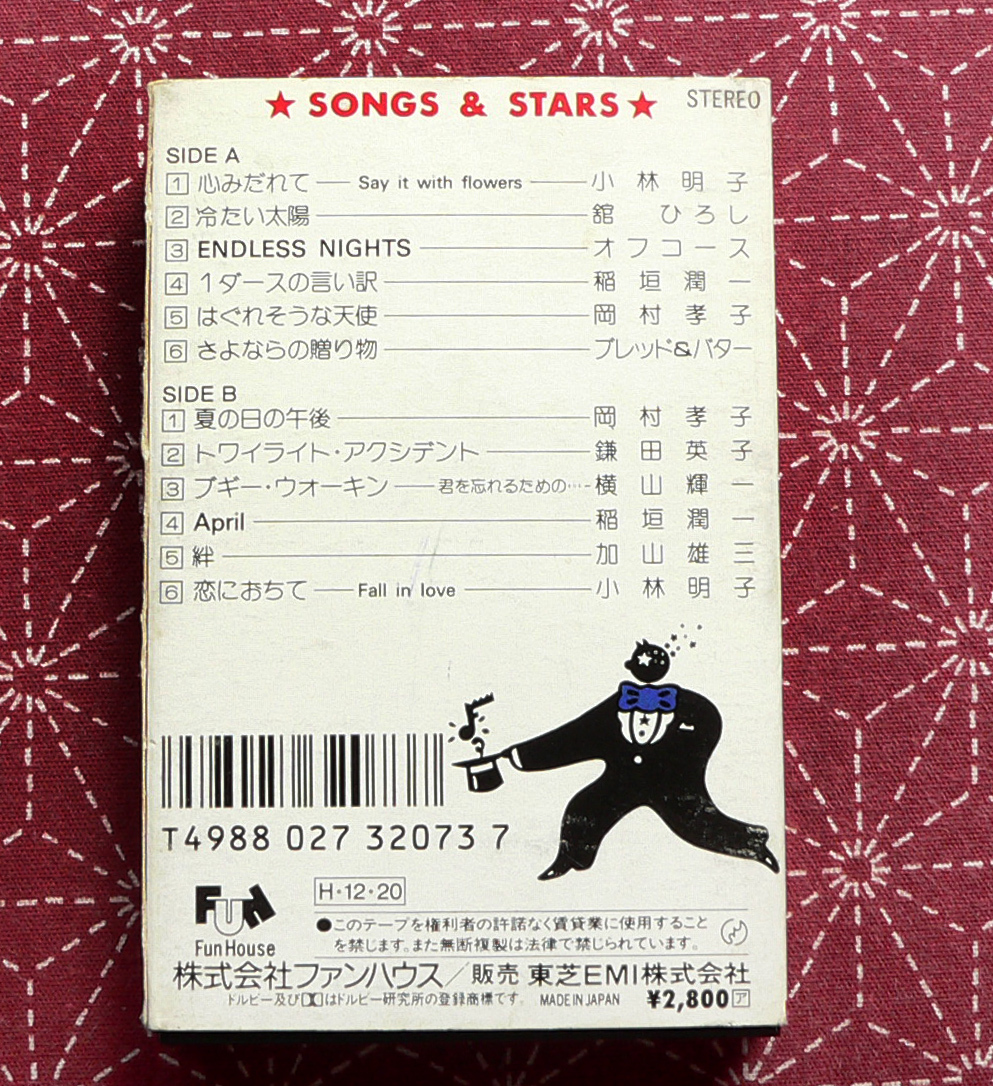 ★ SONGS & STARS ★ STEREO
SIDE A
1 心みだれて — Say it with flowers — 小林明子
2 冷たい太陽 — 舘 ひろし
3 ENDLESS NIGHTS — オフコース
4 1ダースの言い訳 — 稲垣潤一
5 はぐれそうな天使 — 岡村孝子
6 さよならの贈り物 — ブレッド&バター
SIDE B
1 夏の日の午後 — 岡村孝子
2 トワイライト・アクシデント — 鎌田英子
3 ブギー・ウオーキン — 君を忘れるための… - 横山輝一
4 April — 稲垣潤一
5 絆 — 加山雄三
6 恋におちて — Fall in love — 小林明子
T4988 027 32073 7
Fun
Fun House
H・12・20
●このテープを権利者の許諾なく賃貸業に使用すること
を禁じます。また無断複製は法律で禁じられています。
株式会社ファンハウス/販売 東芝EMI株式会社
ドルビー及びはドルビー研究所の登録商標です。 MADE IN JAPAN ¥2,800 ア